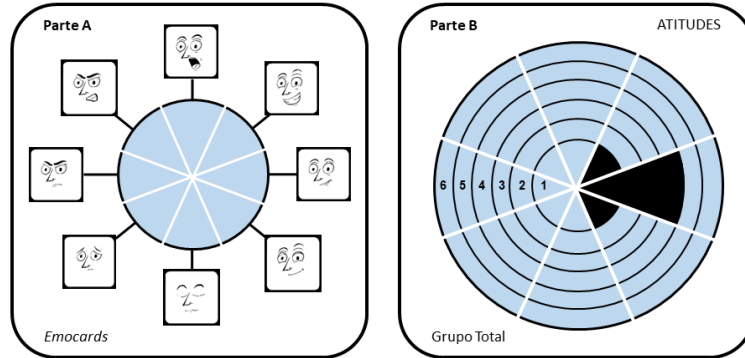 Parte A
Emocards
Parte B
ATITUDES
6 5 4 3 2 1
Grupo Total